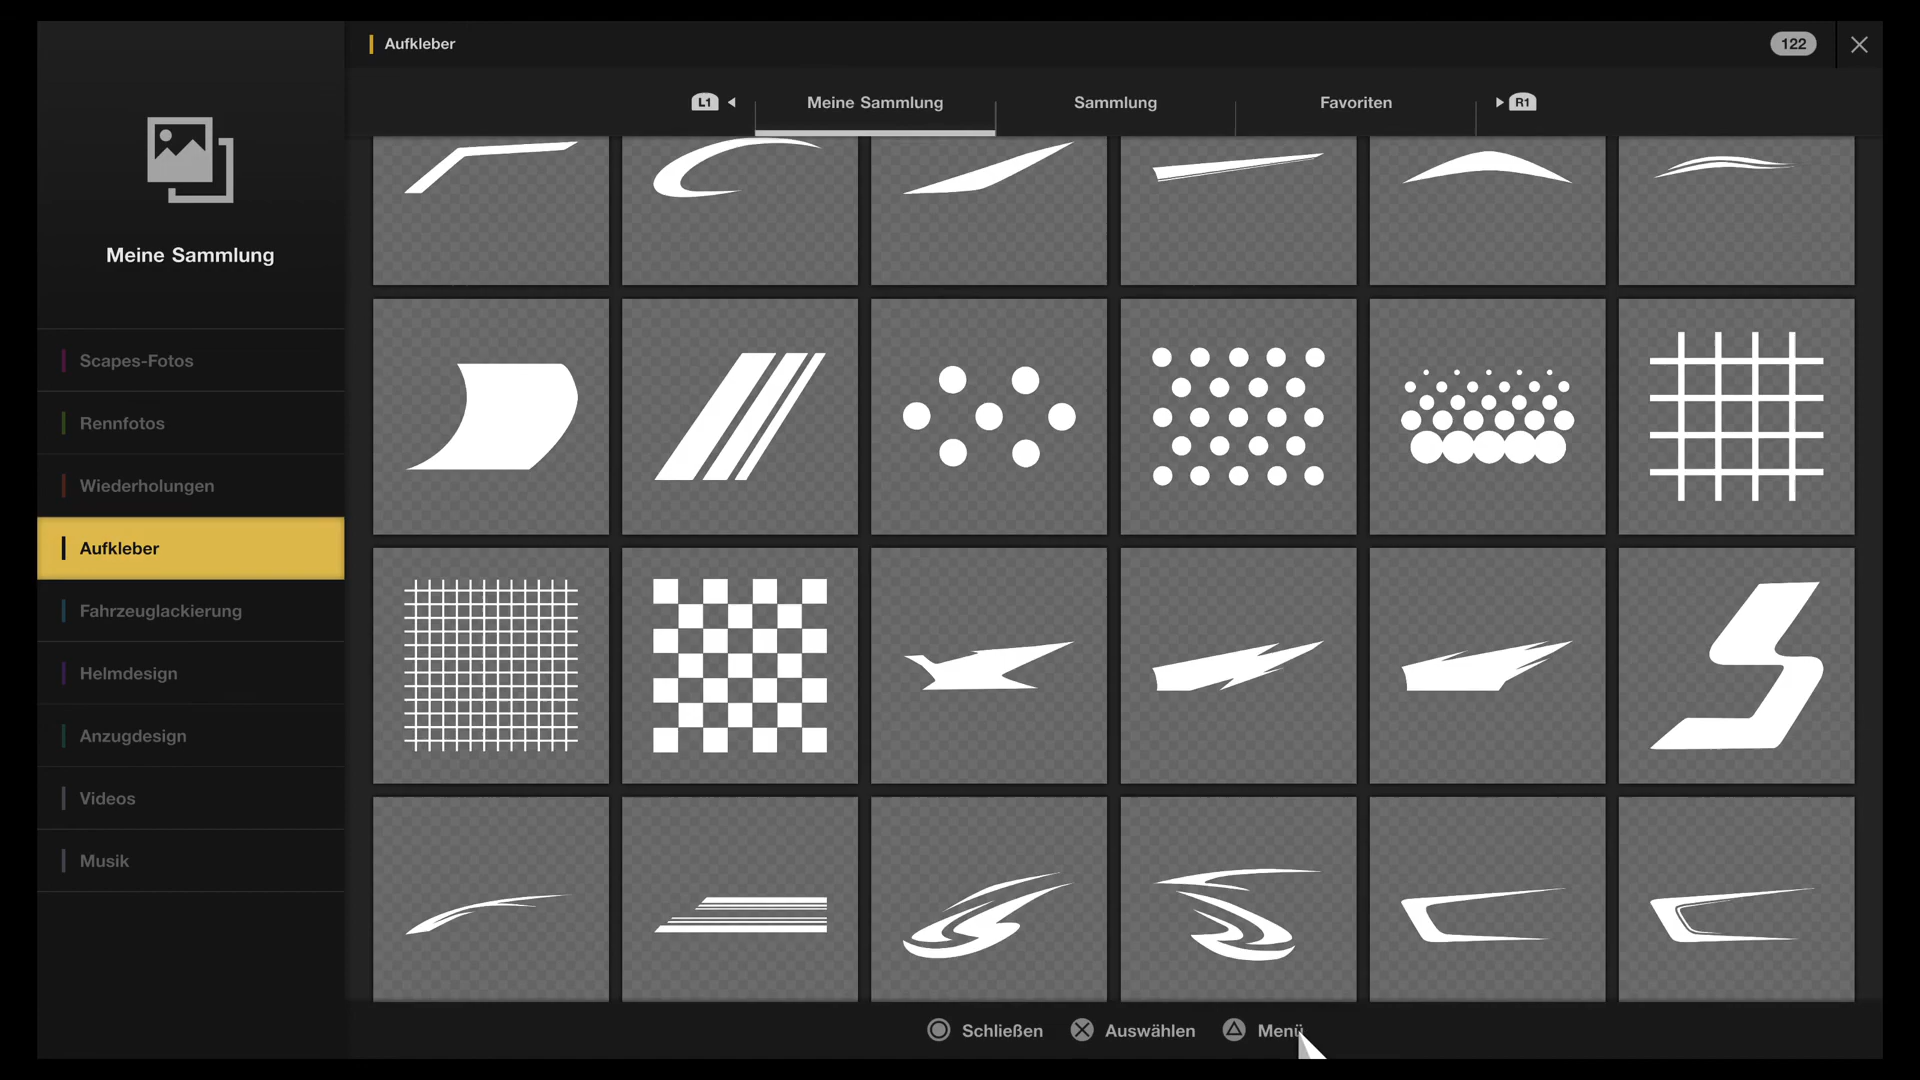 Aufkleber
122
L1
Meine Sammlung
Sammlung
Favoriten
R1
Meine Sammlung
Scapes-Fotos
Rennfotos
Wiederholungen
Aufkleber
Fahrzeuglackierung
Helmdesign
Anzugdesign
Videos
Musik
Schließen
Auswählen
Menü